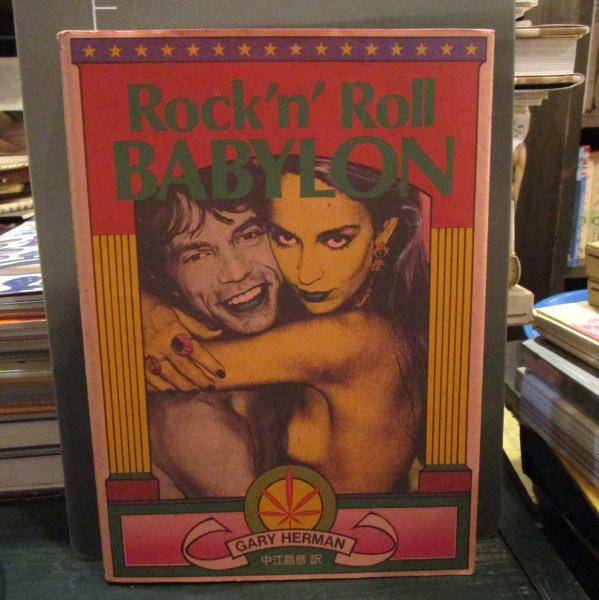 Rock'n' Roll
BABYLON
GARY HERMAN
中江昌彦 訳